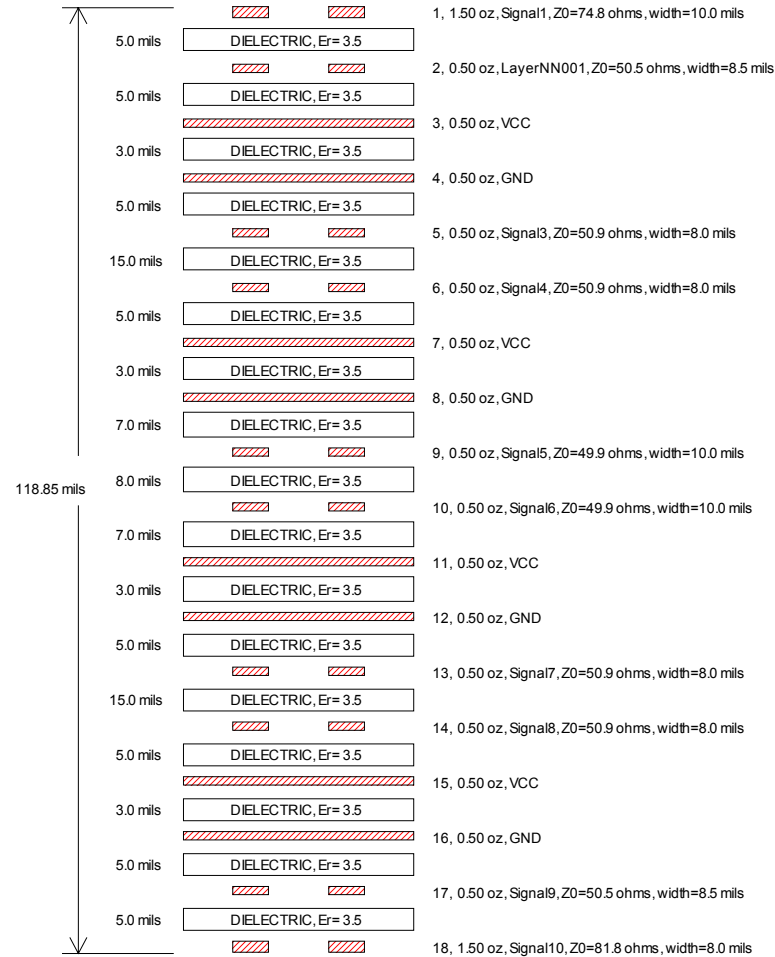 1, 1.50 oz, Signal1, Z0=74.8 ohms, width=10.0 mils
5.0 mils DIELECTRIC, Er= 3.5
2, 0.50 oz, LayerNN001, Z0=50.5 ohms, width=8.5 mils
5.0 mils DIELECTRIC, Er= 3.5
3, 0.50 oz, VCC
3.0 mils DIELECTRIC, Er= 3.5
4, 0.50 oz, GND
5.0 mils DIELECTRIC, Er= 3.5
5, 0.50 oz, Signal3, Z0=50.9 ohms, width=8.0 mils
15.0 mils DIELECTRIC, Er= 3.5
6, 0.50 oz, Signal4, Z0=50.9 ohms, width=8.0 mils
5.0 mils DIELECTRIC, Er= 3.5
7, 0.50 oz, VCC
3.0 mils DIELECTRIC, Er= 3.5
8, 0.50 oz, GND
7.0 mils DIELECTRIC, Er= 3.5
9, 0.50 oz, Signal5, Z0=49.9 ohms, width=10.0 mils
118.85 mils 8.0 mils DIELECTRIC, Er= 3.5
10, 0.50 oz, Signal6, Z0=49.9 ohms, width=10.0 mils
7.0 mils DIELECTRIC, Er= 3.5
11, 0.50 oz, VCC
3.0 mils DIELECTRIC, Er= 3.5
12, 0.50 oz, GND
5.0 mils DIELECTRIC, Er= 3.5
13, 0.50 oz, Signal7, Z0=50.9 ohms, width=8.0 mils
15.0 mils DIELECTRIC, Er= 3.5
14, 0.50 oz, Signal8, Z0=50.9 ohms, width=8.0 mils
5.0 mils DIELECTRIC, Er= 3.5
15, 0.50 oz, VCC
3.0 mils DIELECTRIC, Er= 3.5
16, 0.50 oz, GND
5.0 mils DIELECTRIC, Er= 3.5
17, 0.50 oz, Signal9, Z0=50.5 ohms, width=8.5 mils
5.0 mils DIELECTRIC, Er= 3.5
18, 1.50 oz, Signal10, Z0=81.8 ohms, width=8.0 mils